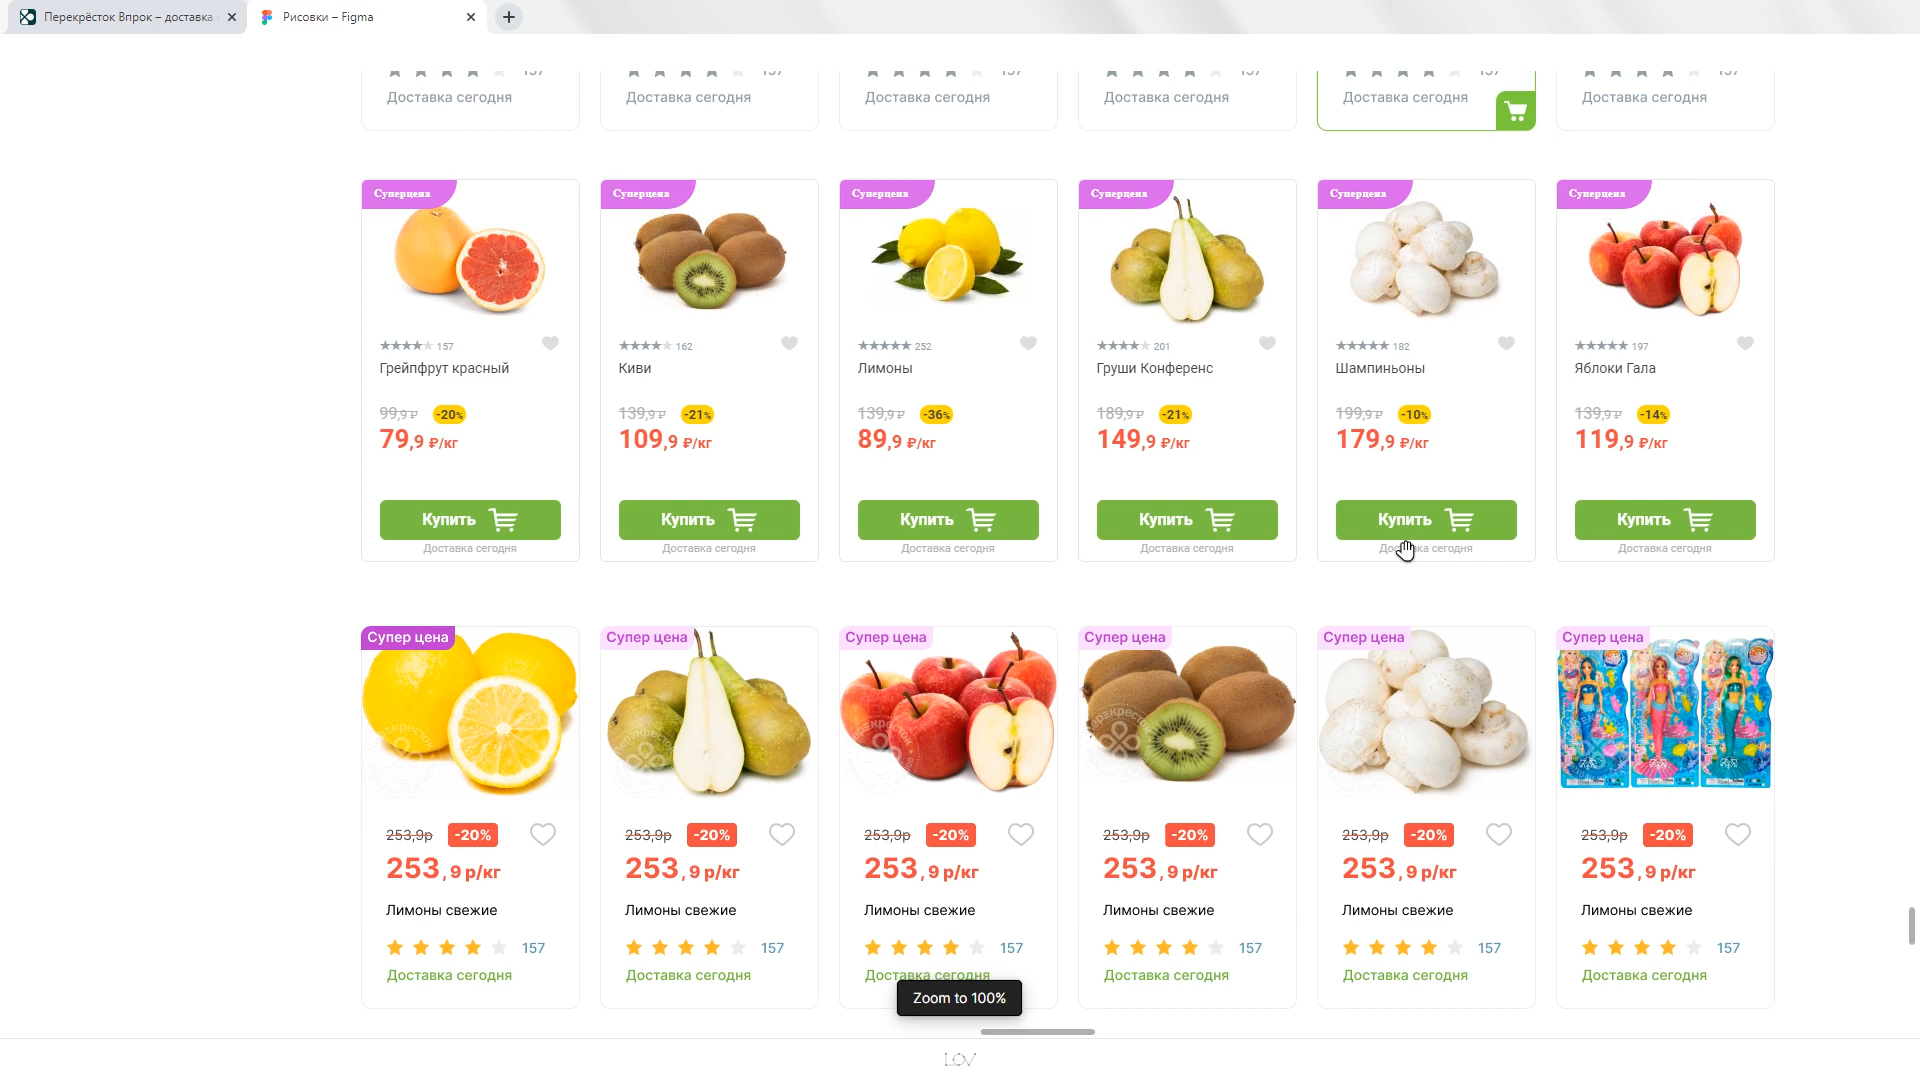 Перекрёсток Впрок – доставка
Рисовки – Figma
157 157 157 157 157 157
Доставка сегодня Доставка сегодня Доставка сегодня Доставка сегодня Доставка сегодня Доставка сегодня
Суперцена Суперцена Суперцена Суперцена Суперцена Суперцена
157 162 252 201 182 197
Грейпфрут красный Киви Лимоны Груши Конференс Шампиньоны Яблоки Гала
99,9 ₽ -20% 139,9 ₽ -21% 139,9 ₽ -36% 189,9 ₽ -21% 199,9 ₽ -10% 139,9 ₽ -14%
79,9 ₽/кг 109,9 ₽/кг 89,9 ₽/кг 149,9 ₽/кг 179,9 ₽/кг 119,9 ₽/кг
Купить Купить Купить Купить Купить Купить
Доставка сегодня Доставка сегодня Доставка сегодня Доставка сегодня Доставка сегодня Доставка сегодня
Супер цена Супер цена Супер цена Супер цена Супер цена Супер цена
253,9р -20% 253,9р -20% 253,9р -20% 253,9р -20% 253,9р -20% 253,9р -20%
253,9 р/кг 253,9 р/кг 253,9 р/кг 253,9 р/кг 253,9 р/кг 253,9 р/кг
Лимоны свежие Лимоны свежие Лимоны свежие Лимоны свежие Лимоны свежие Лимоны свежие
157 157 157 157 157 157
Доставка сегодня Доставка сегодня Доставка сегодня Доставка сегодня Доставка сегодня Доставка сегодня
Zoom to 100%
LOV